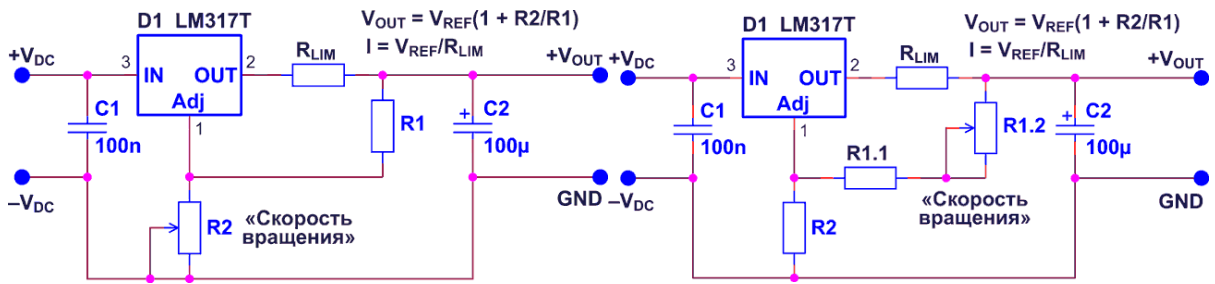 D1 LM317T
V_OUT = V_REF(1 + R2/R1)
I = V_REF/R_LIM
+V_DC
3
IN
OUT
2
R_LIM
+V_OUT
Adj
1
C1
100n
R1
+
C2
100µ
–V_DC
GND
R2
«Скорость
вращения»
D1 LM317T
V_OUT = V_REF(1 + R2/R1)
I = V_REF/R_LIM
+V_DC
3
IN
OUT
2
R_LIM
+V_OUT
Adj
1
C1
100n
R1.2
+
C2
100µ
R1.1
–V_DC
GND
«Скорость
вращения»
R2